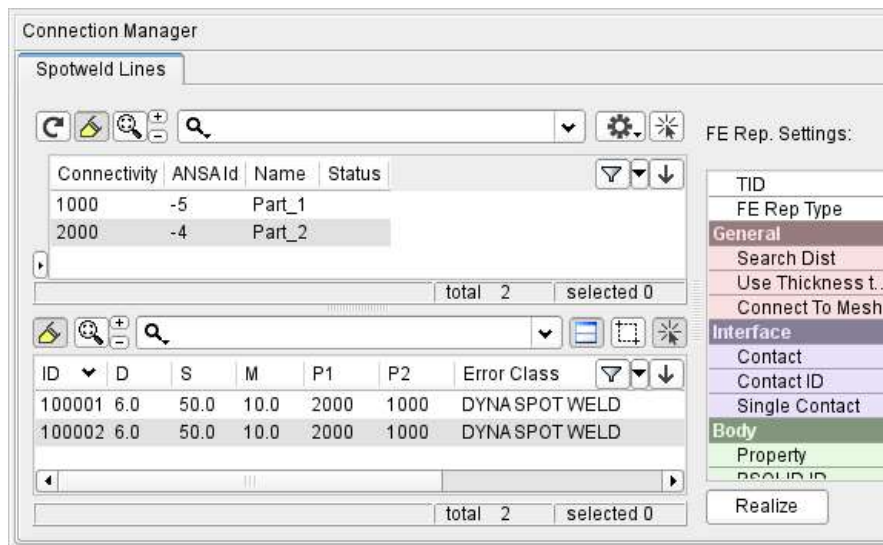 Connection Manager
Spotweld Lines
FE Rep. Settings:
Connectivity ANSA Id Name Status
1000 -5 Part_1
2000 -4 Part_2
total 2 selected 0
ID D S M P1 P2 Error Class
100001 6.0 50.0 10.0 2000 1000 DYNA SPOT WELD
100002 6.0 50.0 10.0 2000 1000 DYNA SPOT WELD
total 2 selected 0
TID
FE Rep Type
General
Search Dist
Use Thickness t..
Connect To Mesh
Interface
Contact
Contact ID
Single Contact
Body
Property
PSOLID ID
Realize